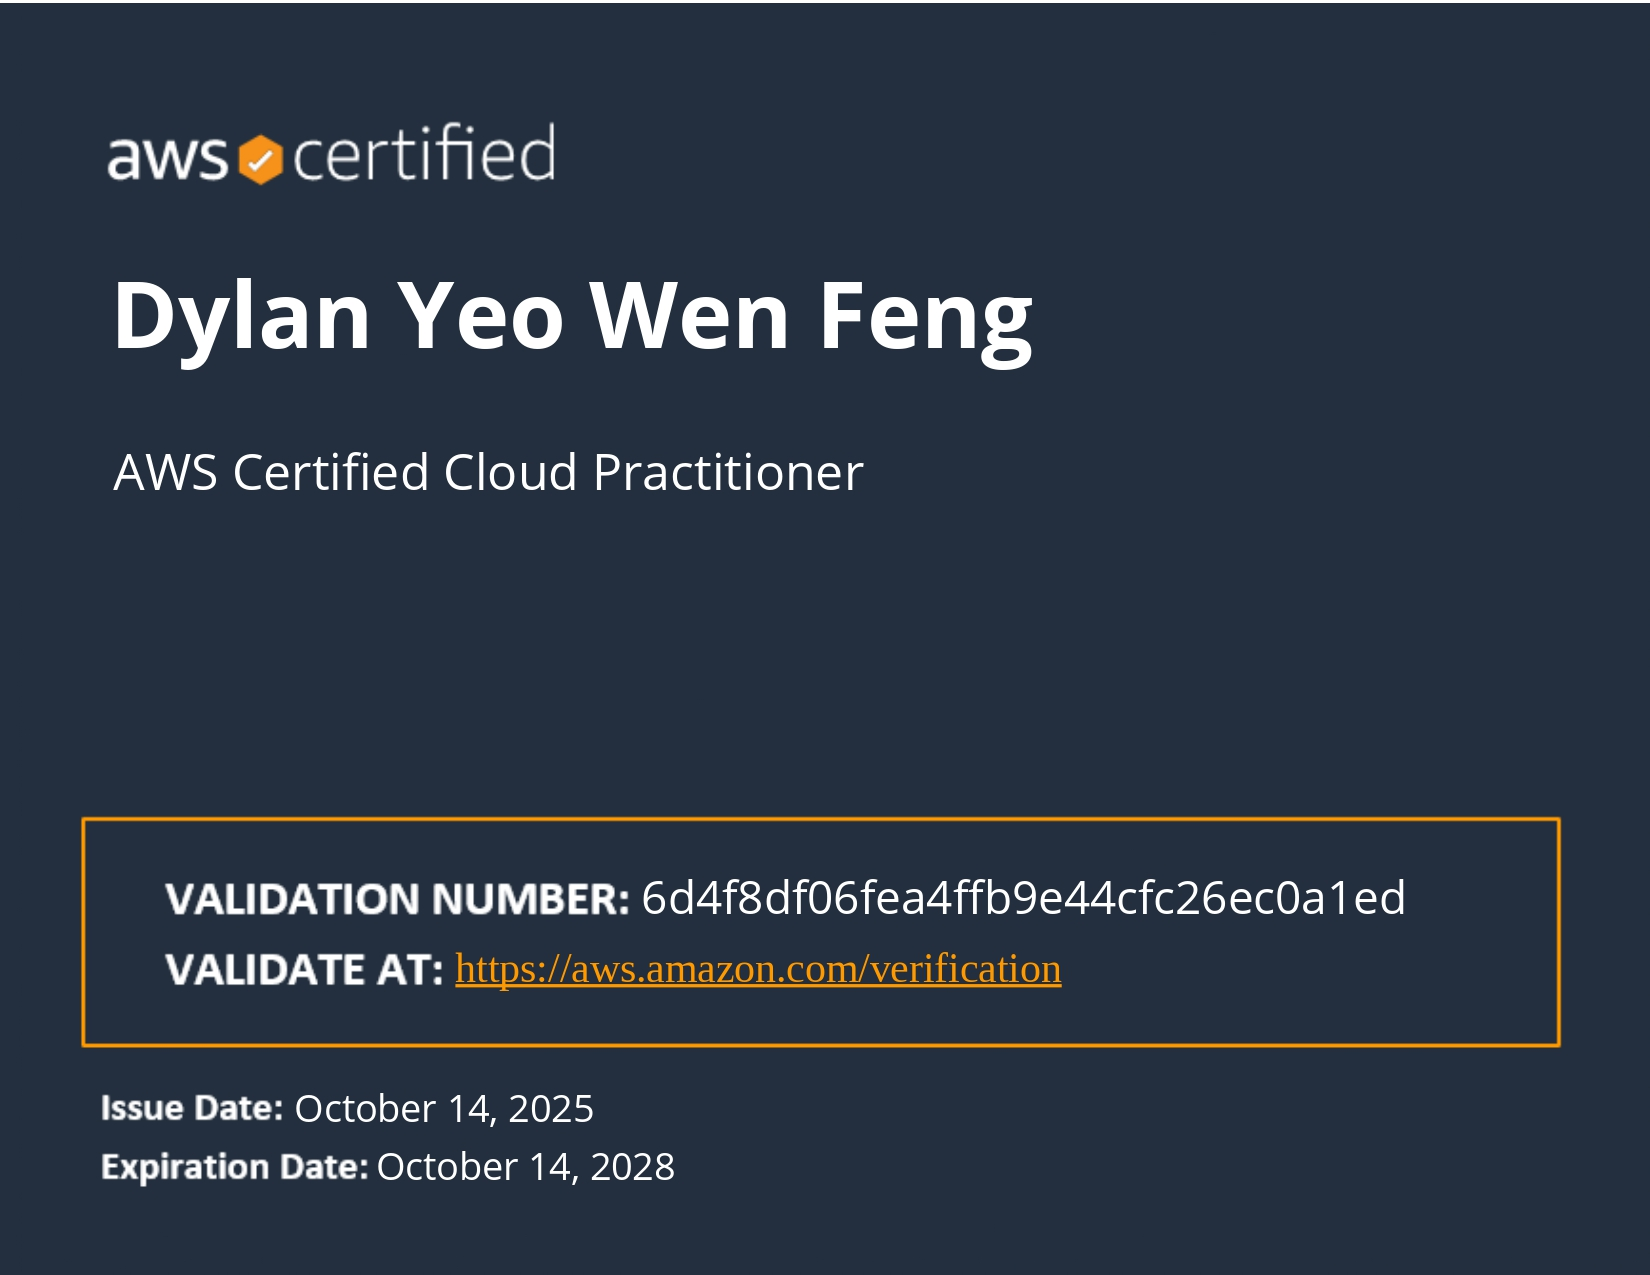 aws certified
Dylan Yeo Wen Feng
AWS Certified Cloud Practitioner
VALIDATION NUMBER: 6d4f8df06fea4ffb9e44cfc26ec0a1ed
VALIDATE AT: https://aws.amazon.com/verification
Issue Date: October 14, 2025
Expiration Date: October 14, 2028